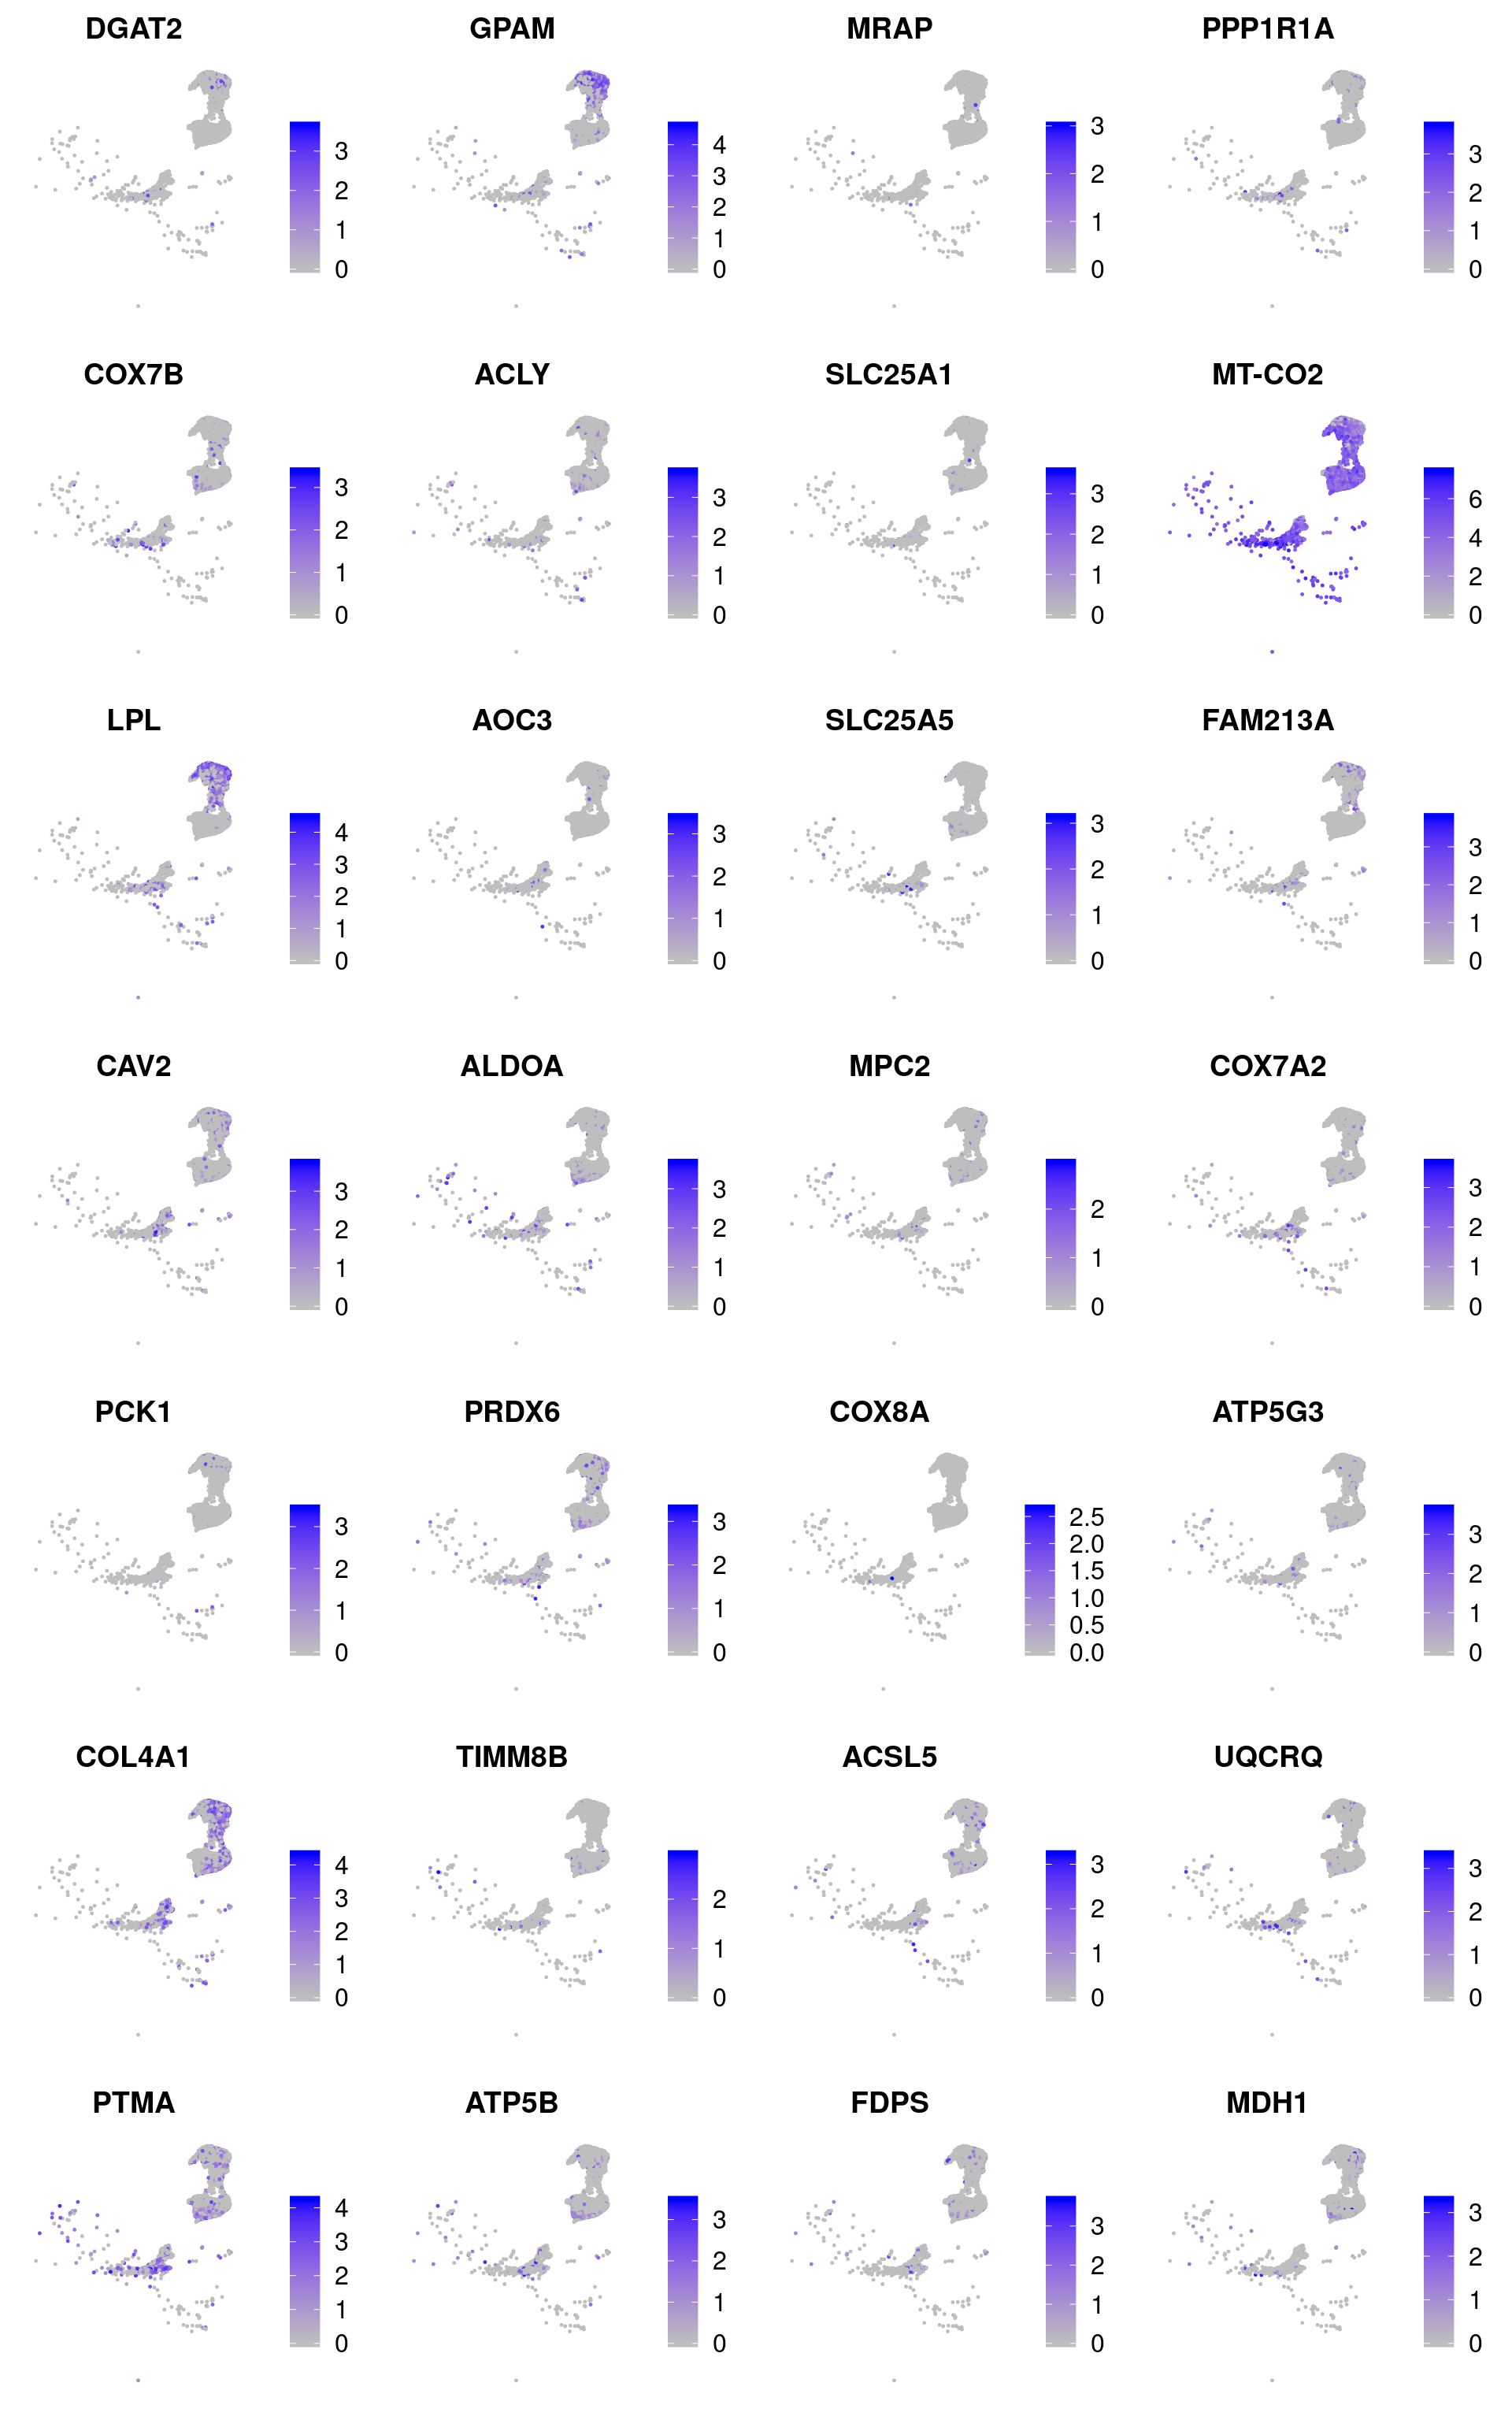 DGAT2 GPAM MRAP PPP1R1A
3 2 1 0
4 3 2 1 0
3 2 1 0
3 2 1 0
COX7B ACLY SLC25A1 MT-CO2
3 2 1 0
3 2 1 0
3 2 1 0
6 4 2 0
LPL AOC3 SLC25A5 FAM213A
4 3 2 1 0
3 2 1 0
3 2 1 0
3 2 1 0
CAV2 ALDOA MPC2 COX7A2
3 2 1 0
3 2 1 0
2 1 0
3 2 1 0
PCK1 PRDX6 COX8A ATP5G3
3 2 1 0
3 2 1 0
2.5 2.0 1.5 1.0 0.5 0.0
3 2 1 0
COL4A1 TIMM8B ACSL5 UQCRQ
4 3 2 1 0
2 1 0
3 2 1 0
3 2 1 0
PTMA ATP5B FDPS MDH1
4 3 2 1 0
3 2 1 0
3 2 1 0
3 2 1 0